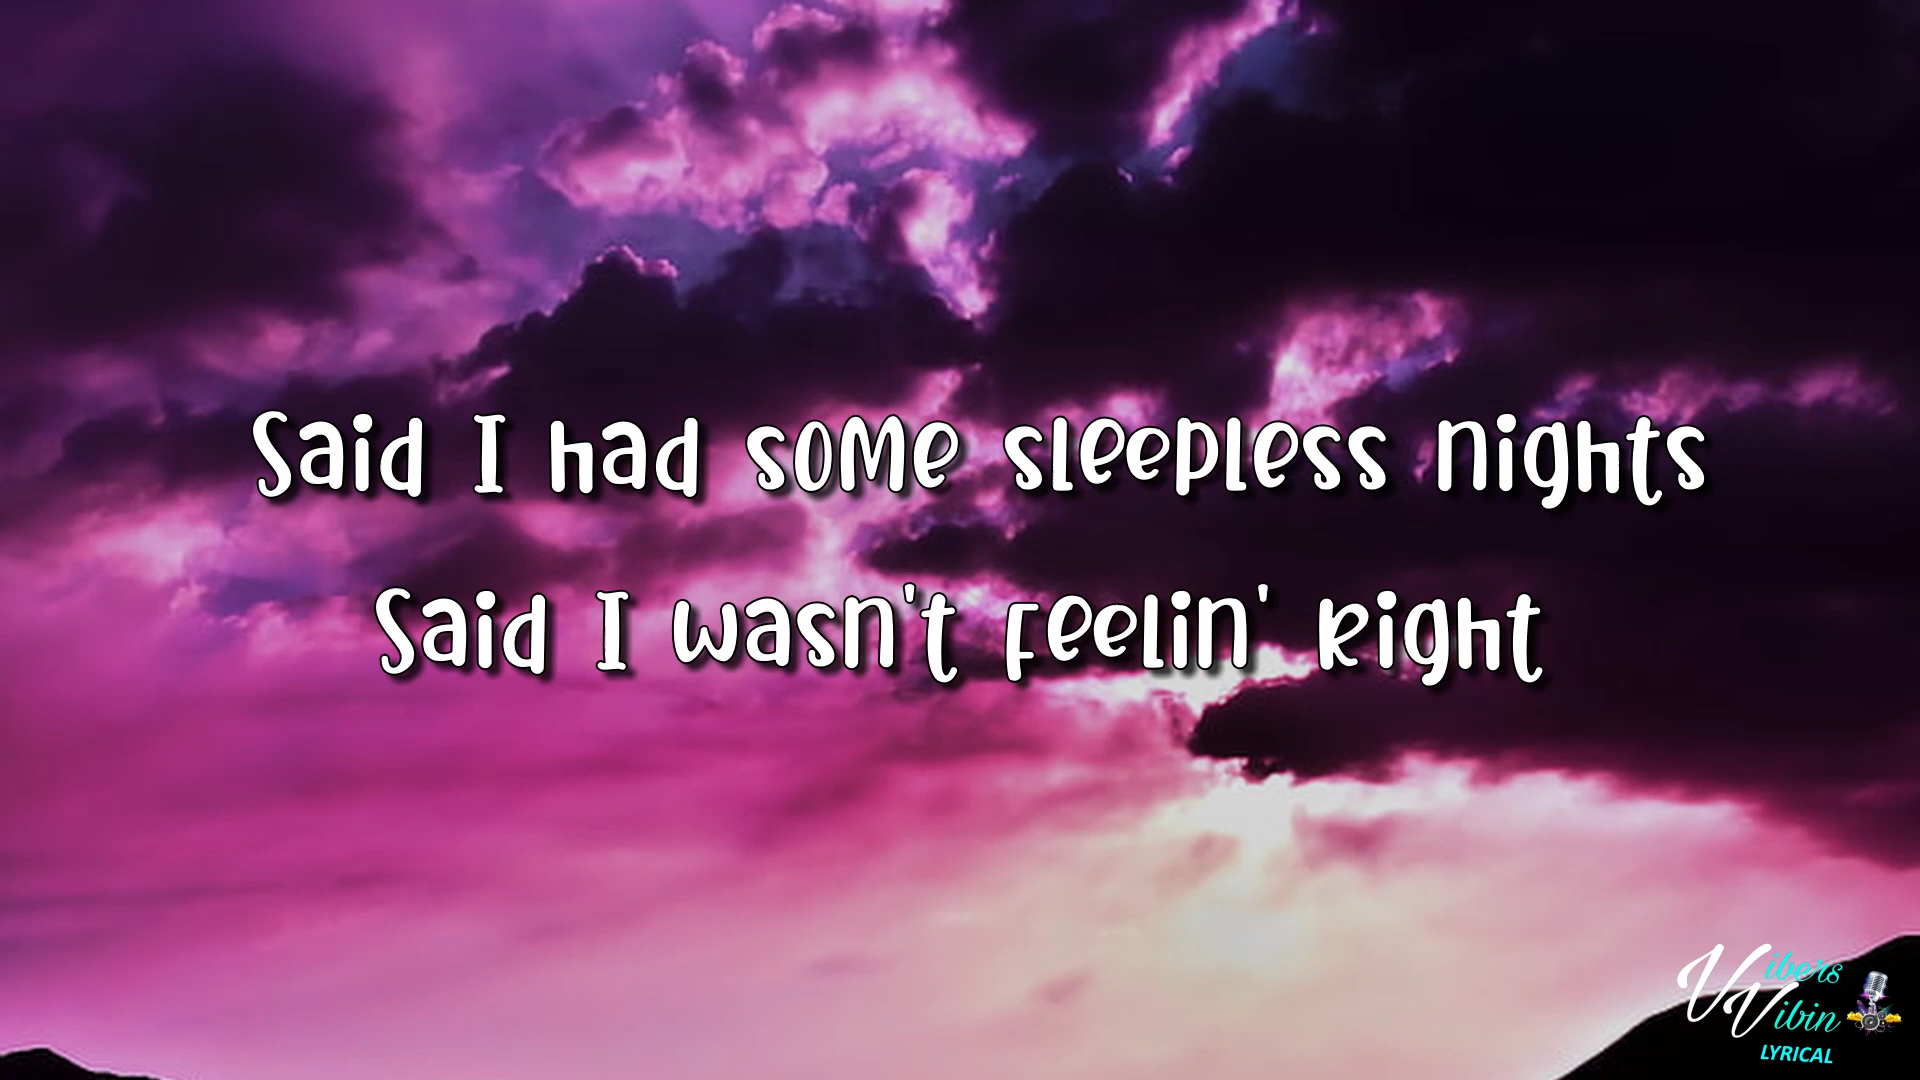 Said I had some sleepless nights
Said I wasn't feelin' right
Vibers
Vibin
LYRICAL